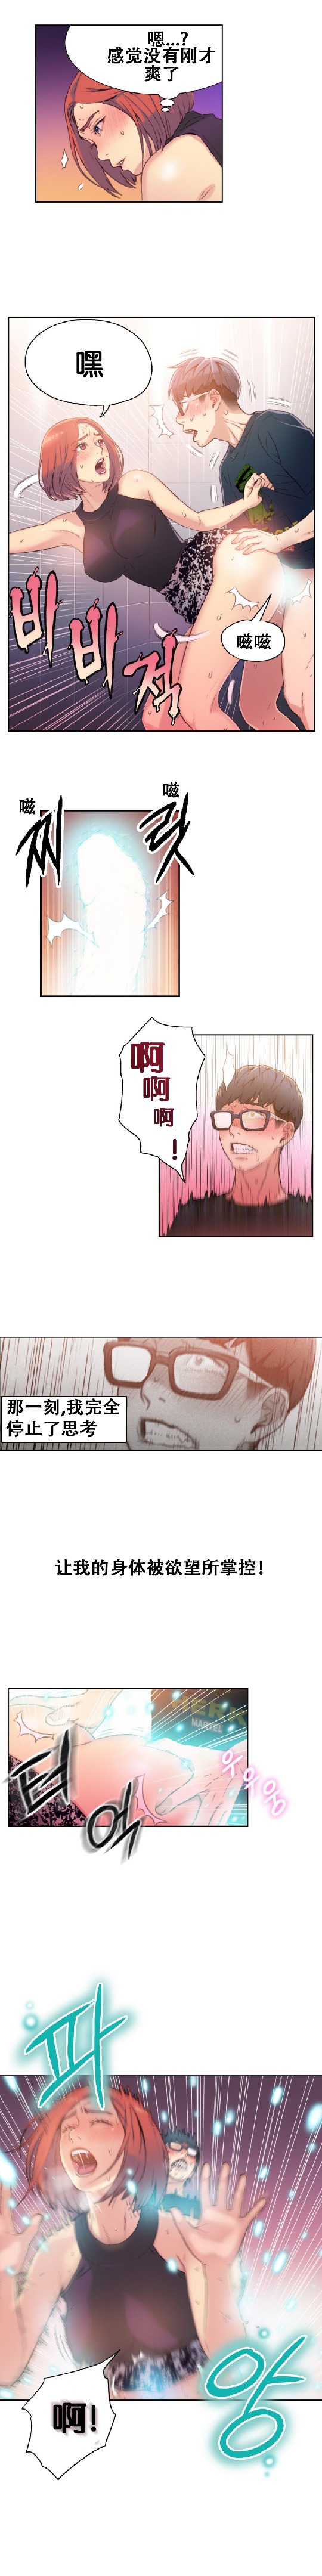 嗯...?
感觉没有刚才
爽了
嘿
嗞嗞
비비적
嗞
嗞
찌릿
啊
啊
啊
!
那一刻,我完全
停止了思考
让我的身体被欲望所掌控!
MARVEL
우우웅
턱
파
앙
啊!